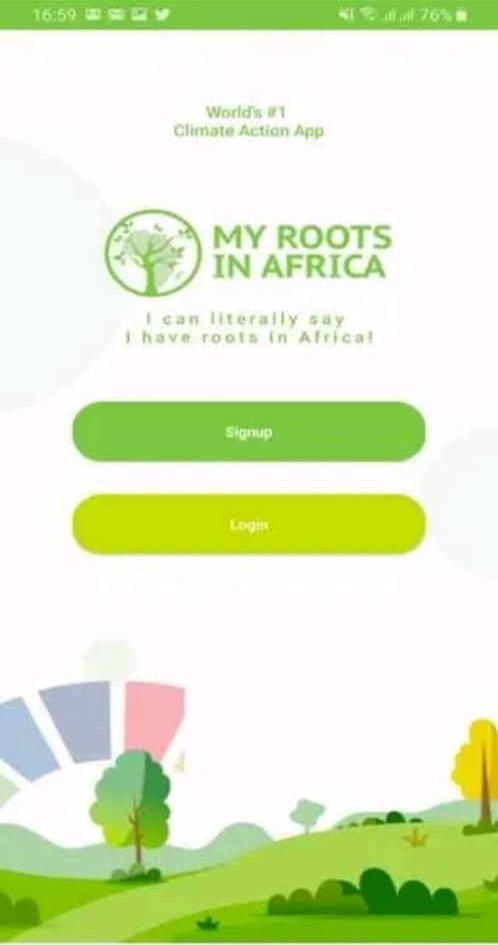 16:59
76%
World's #1
Climate Action App
MY ROOTS
IN AFRICA
I can literally say
I have roots in Africa!
Signup
Login